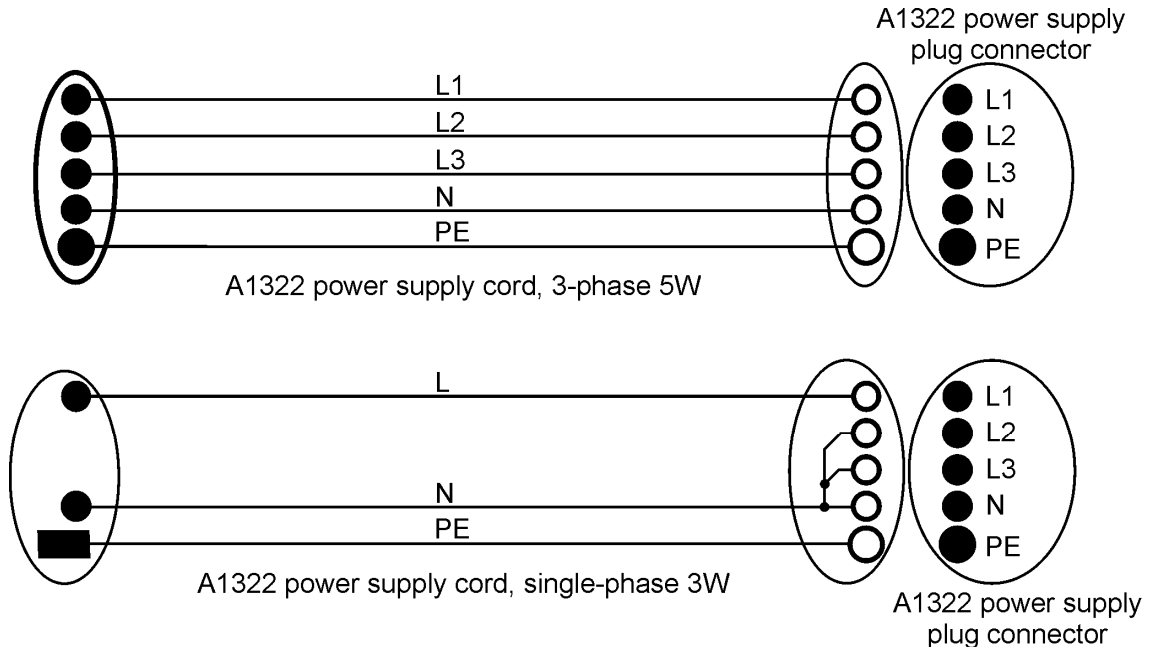 A1322 power supply
plug connector
L1
L2
L3
N
PE
L1
L2
L3
N
PE
A1322 power supply cord, 3-phase 5W
L
N
PE
L1
L2
L3
N
PE
A1322 power supply cord, single-phase 3W
A1322 power supply
plug connector